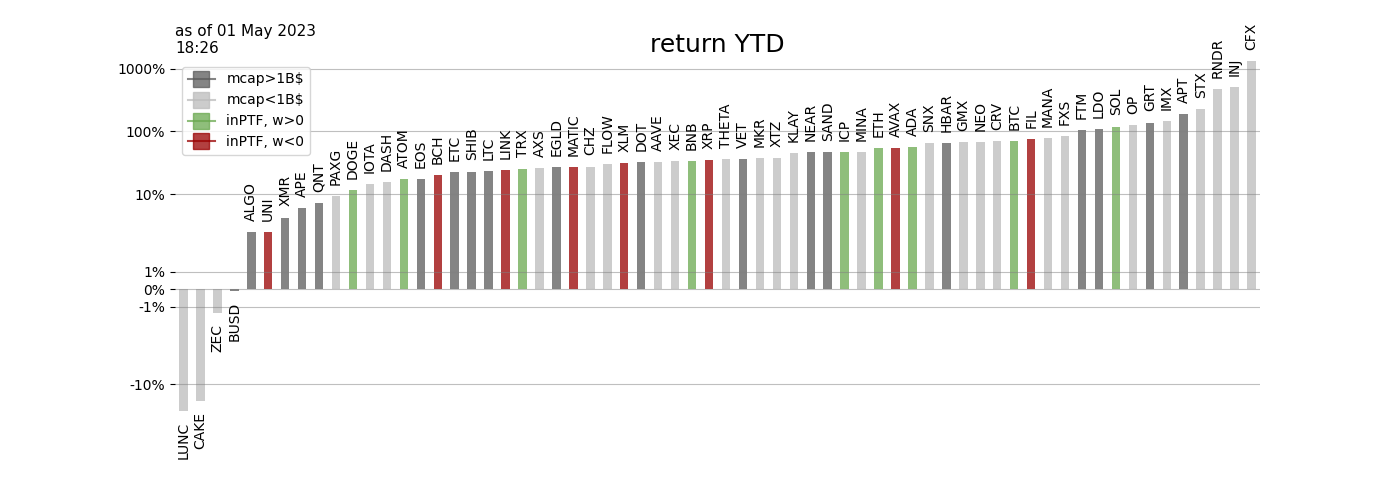 as of 01 May 2023
18:26
return YTD
mcap>1B$
mcap<1B$
inPTF, w>0
inPTF, w<0
1000%
100%
10%
1%
0%
-1%
-10%
LUNC
CAKE
ZEC
BUSD
ALGO
UNI
XMR
APE
QNT
PAXG
DOGE
IOTA
DASH
ATOM
EOS
BCH
ETC
SHIB
LTC
LINK
TRX
AXS
EGLD
MATIC
CHZ
FLOW
XLM
DOT
AAVE
XEC
BNB
XRP
THETA
VET
MKR
XTZ
KLAY
NEAR
SAND
ICP
MINA
ETH
AVAX
ADA
SNX
HBAR
GMX
NEO
CRV
BTC
FIL
MANA
FXS
FTM
LDO
SOL
OP
GRT
IMX
APT
STX
RNDR
INJ
CFX